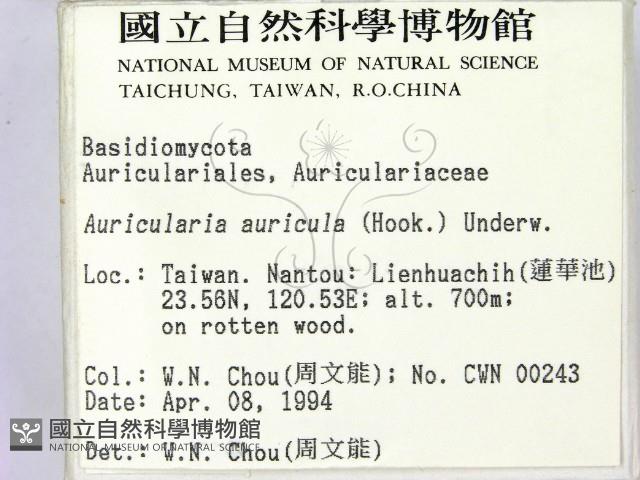 國立自然科學博物館
NATIONAL MUSEUM OF NATURAL SCIENCE
TAICHUNG, TAIWAN, R.O.CHINA
Basidiomycota
Auriculariales, Auriculariaceae
Auricularia auricula (Hook.) Underw.
Loc.: Taiwan. Nantou: Lienhuachih(蓮華池)
23.56N, 120.53E; alt. 700m;
on rotten wood.
Col.: W.N. Chou(周文能); No. CWN 00243
Date: Apr. 08, 1994
國立自然科學博物館
NATIONAL MUSEUM OF NATURAL SCIENCE
Det.: W.N. Chou(周文能)